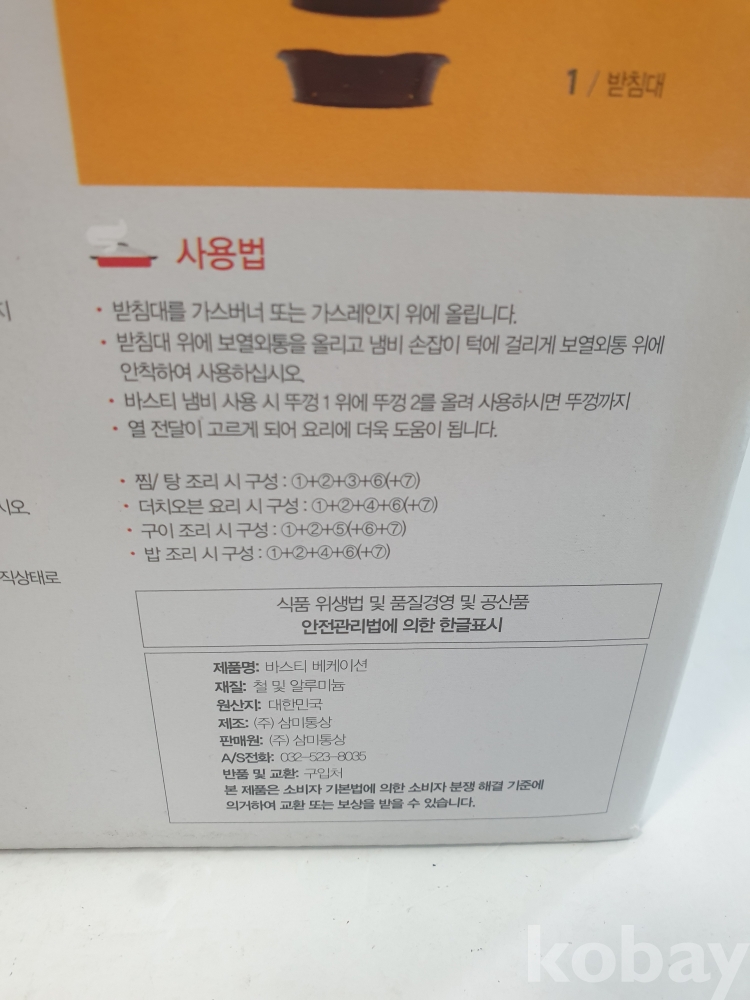 1 / 받침대
사용법
• 받침대를 가스버너 또는 가스레인지 위에 올립니다.
• 받침대 위에 보열외통을 올리고 냄비 손잡이 턱에 걸리게 보열외통 위에
안착하여 사용하십시오.
• 바스티 냄비 사용 시 뚜껑 1 위에 뚜껑 2를 올려 사용하시면 뚜껑까지
• 열 전달이 고르게 되어 요리에 더욱 도움이 됩니다.
• 찜/ 탕 조리 시 구성 : ①+②+③+⑥(+⑦)
시오.
• 더치오븐 요리 시 구성 : ①+②+④+⑥(+⑦)
• 구이 조리 시 구성 : ①+②+⑤(+⑥+⑦)
• 밥 조리 시 구성 : ①+②+④+⑥(+⑦)
직상태로
식품 위생법 및 품질경영 및 공산품
안전관리법에 의한 한글표시
제품명: 바스티 베케이션
재질: 철 및 알루미늄
원산지: 대한민국
제조: (주) 삼미통상
판매원: (주) 삼미통상
A/S전화: 032-523-8035
반품 및 교환: 구입처
본 제품은 소비자 기본법에 의한 소비자 분쟁 해결 기준에
의거하여 교환 또는 보상을 받을 수 있습니다.
kobay